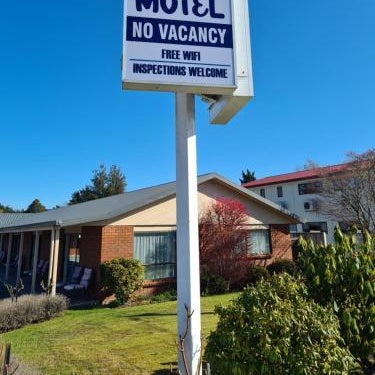 MOTEL
NO VACANCY
FREE WIFI
INSPECTIONS WELCOME